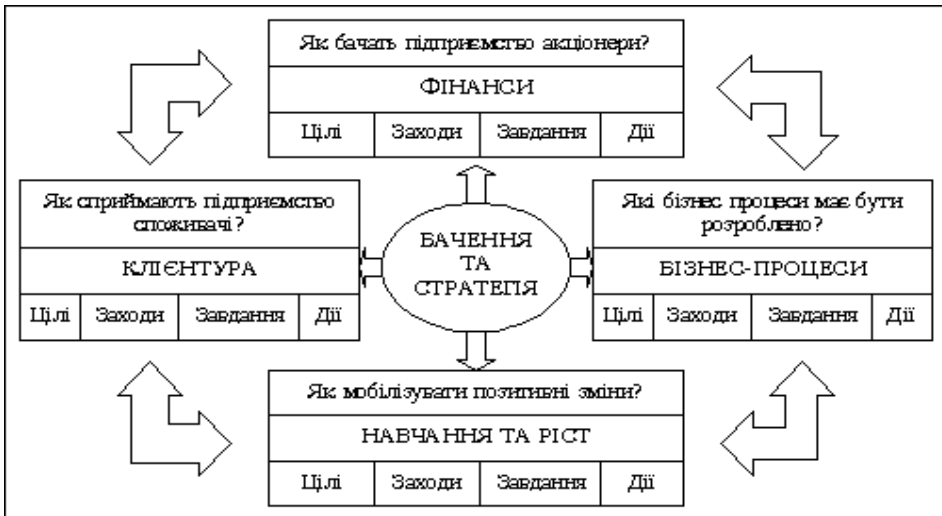 Як бачать підприємство акціонери?
ФІНАНСИ
Цілі Заходи Завдання Дії
Як сприймають підприємство
споживачі?
КЛІЄНТУРА
Цілі Заходи Завдання Дії
БАЧЕННЯ
ТА
СТРАТЕГІЯ
Які бізнес процеси має бути
розроблено?
БІЗНЕС-ПРОЦЕСИ
Цілі Заходи Завдання Дії
Як мобілізувати позитивні зміни?
НАВЧАННЯ ТА РІСТ
Цілі Заходи Завдання Дії